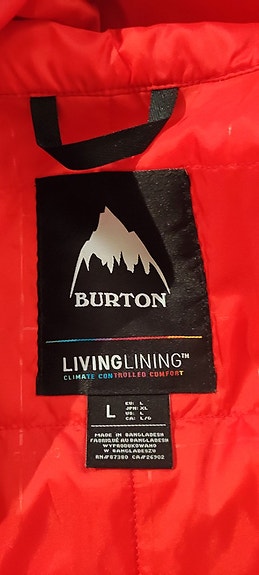 BURTON
LIVINGLINING™
CLIMATE CONTROLLED COMFORT
L
EU: L
JPN: XL
US: L
CA: L/G
MADE IN BANGLADESH
FABRIQUÉ AU BANGLADESH
WYPRODUKOWANO
W BANGLADESZU
RN#87380 CA#26902